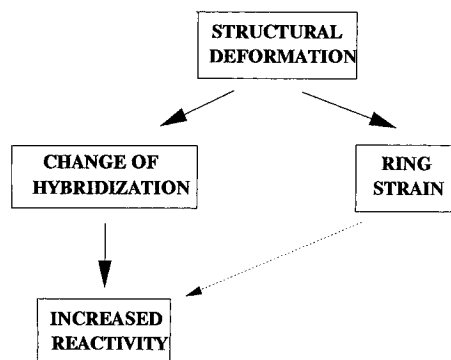 STRUCTURAL
DEFORMATION
CHANGE OF
HYBRIDIZATION
RING
STRAIN
INCREASED
REACTIVITY